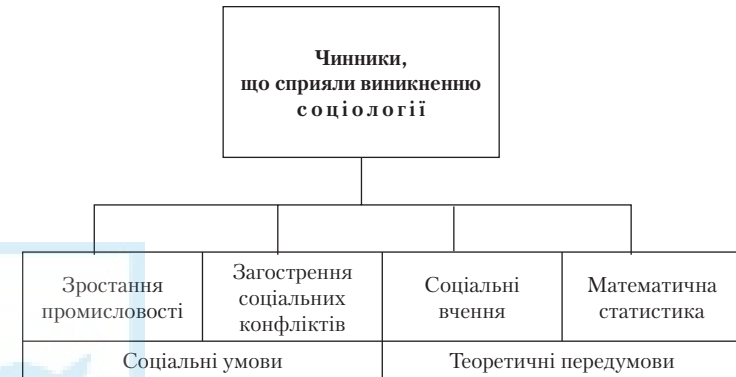 Чинники,
що сприяли виникненню
соціології
Зростання
промисловості
Загострення
соціальних
конфліктів
Соціальні
вчення
Математична
статистика
Соціальні умови
Теоретичні передумови